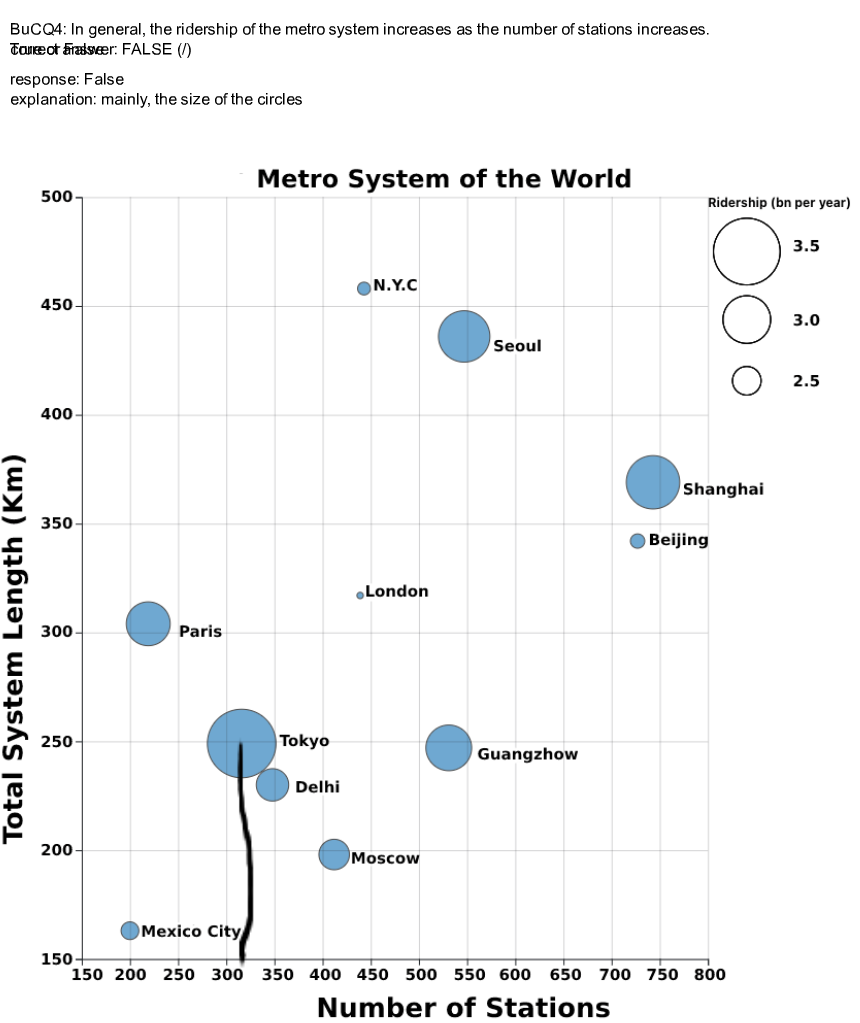 BuCQ4: In general, the ridership of the metro system increases as the number of stations increases.
True or False
correct answer: FALSE (/)
response: False
explanation: mainly, the size of the circles
Metro System of the World
Ridership (bn per year)
3.5
3.0
2.5
500
450
400
350
300
250
200
150
Total System Length (Km)
N.Y.C
Seoul
Shanghai
Beijing
London
Paris
Tokyo
Guangzhow
Delhi
Moscow
Mexico City
150 200 250 300 350 400 450 500 550 600 650 700 750 800
Number of Stations